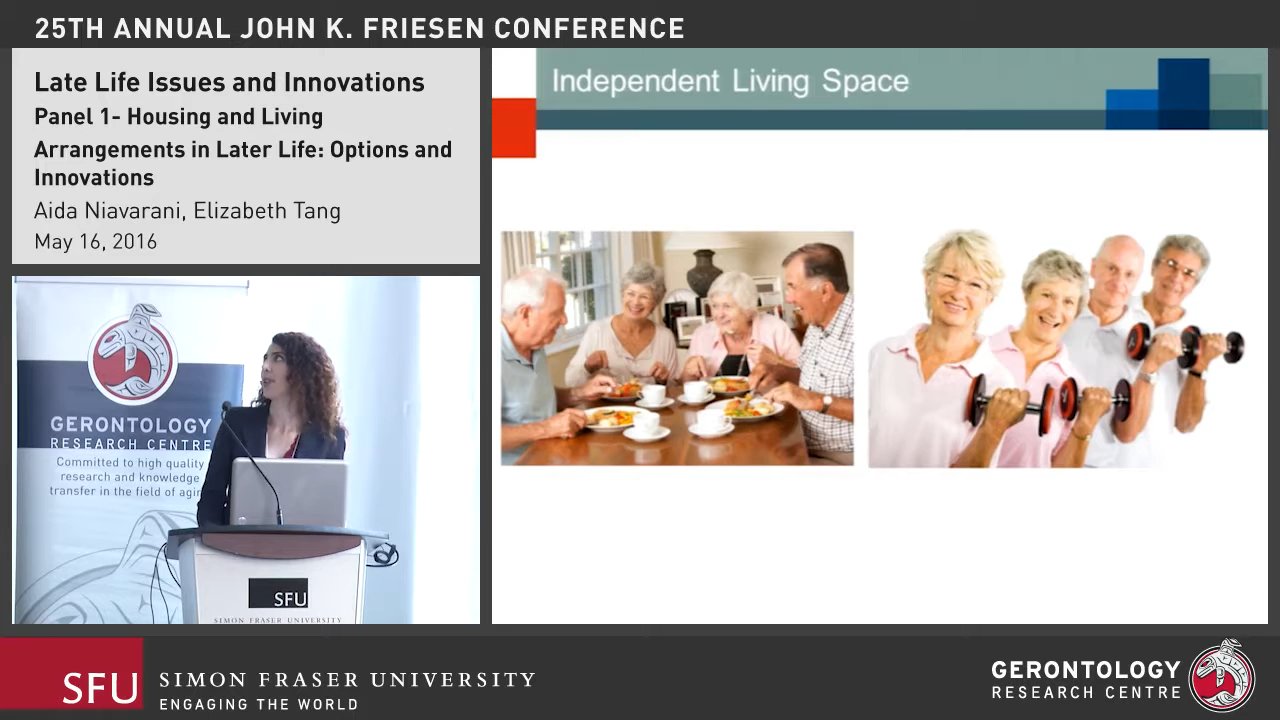 25TH ANNUAL JOHN K. FRIESEN CONFERENCE
Late Life Issues and Innovations
Panel 1- Housing and Living
Arrangements in Later Life: Options and
Innovations
Aida Niavarani, Elizabeth Tang
May 16, 2016
Independent Living Space
GERONTOLOGY
RESEARCH CENTRE
Committed to high quality
research and knowledge
transfer in the field of
SFU
SIMON FRASER UNIVERSITY
SFU
SIMON FRASER UNIVERSITY
ENGAGING THE WORLD
GERONTOLOGY
RESEARCH CENTRE